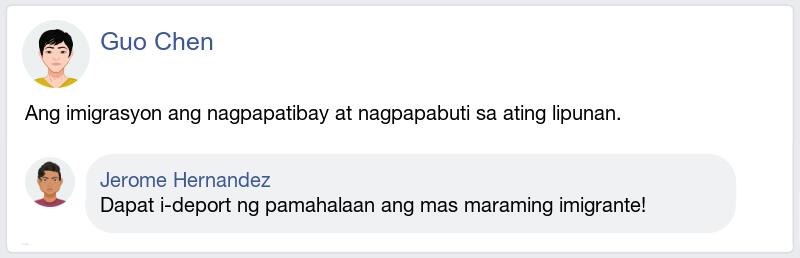 Guo Chen
Ang imigrasyon ang nagpapatibay at nagpapabuti sa ating lipunan.
Jerome Hernandez
Dapat i-deport ng pamahalaan ang mas maraming imigrante!